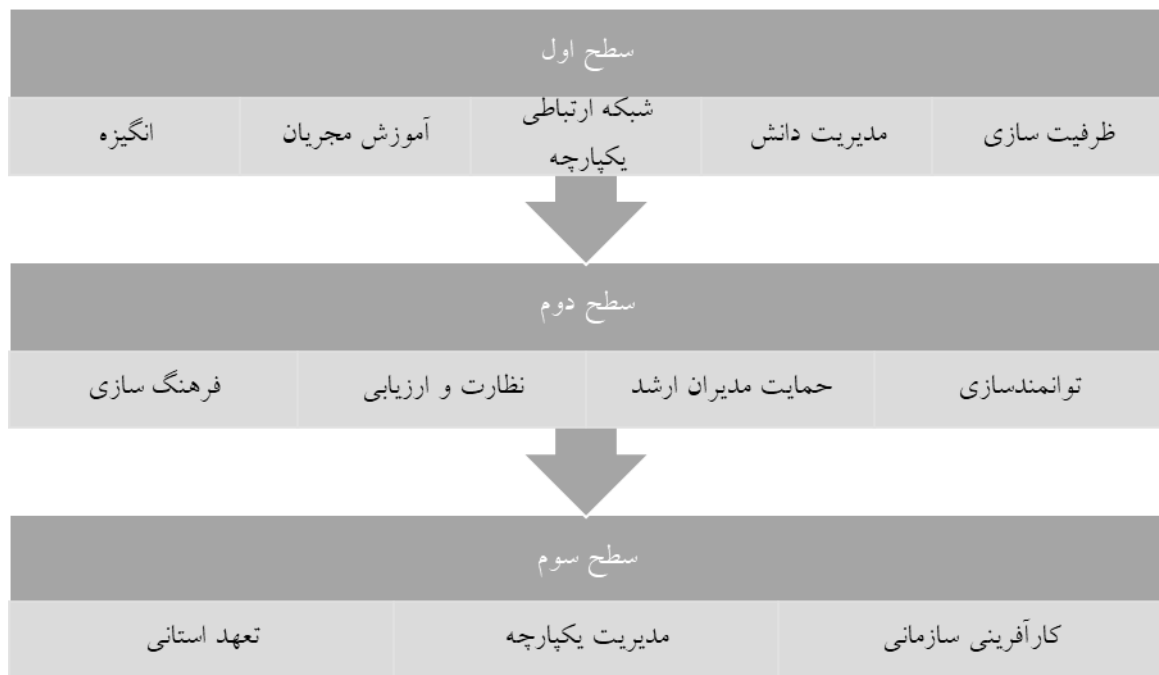 سطح اول
ظرفیت سازی
مدیریت دانش
شبکه ارتباطی
یکپارچه
آموزش مجریان
انگیزه
سطح دوم
توانمندسازی
حمایت مدیران ارشد
نظارت و ارزیابی
فرهنگ سازی
سطح سوم
کارآفرینی سازمانی
مدیریت یکپارچه
تعهد استانی